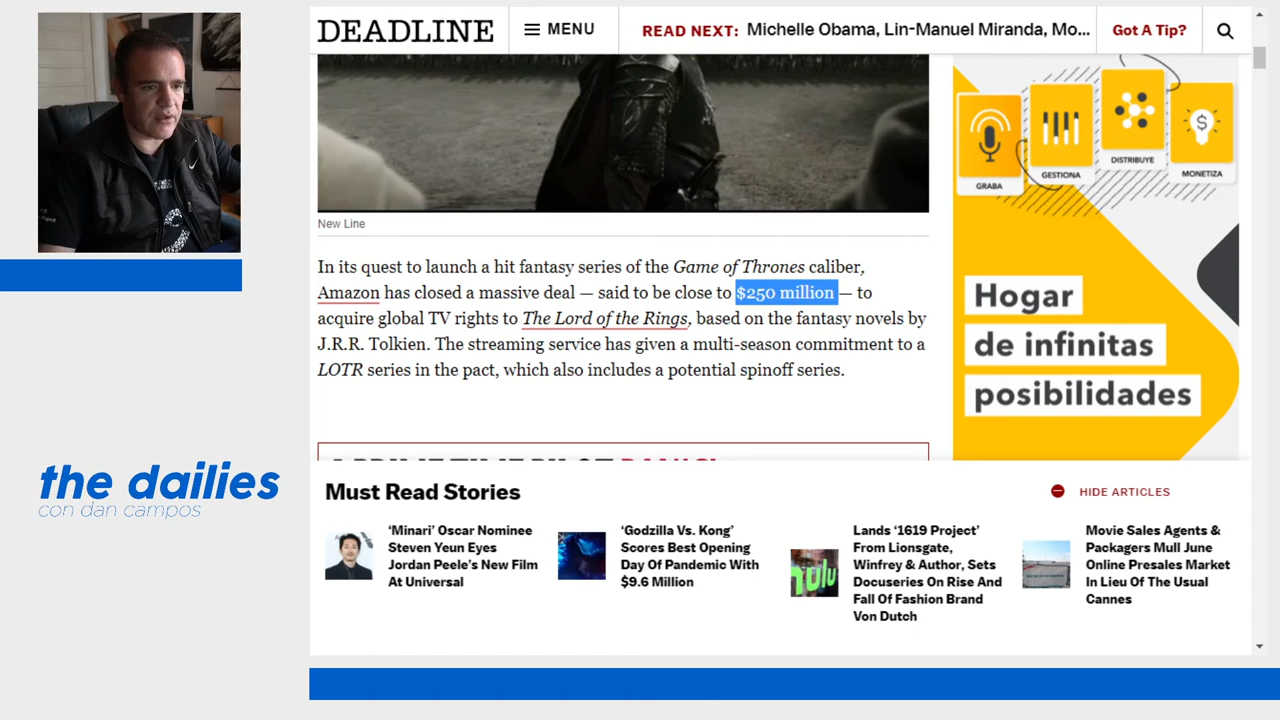 DEADLINE
MENU
READ NEXT: Michelle Obama, Lin-Manuel Miranda, Mo...
Got A Tip?
New Line
In its quest to launch a hit fantasy series of the Game of Thrones caliber,
Amazon has closed a massive deal — said to be close to $250 million — to
acquire global TV rights to The Lord of the Rings, based on the fantasy novels by
J.R.R. Tolkien. The streaming service has given a multi-season commitment to a
LOTR series in the pact, which also includes a potential spinoff series.
GRABA
GESTIONA
DISTRIBUYE
MONETIZA
Hogar
de infinitas
posibilidades
the dailies
con dan campos
Must Read Stories
HIDE ARTICLES
‘Minari’ Oscar Nominee
Steven Yeun Eyes
Jordan Peele’s New Film
At Universal
‘Godzilla Vs. Kong’
Scores Best Opening
Day Of Pandemic With
$9.6 Million
hulu
Lands ‘1619 Project’
From Lionsgate,
Winfrey & Author, Sets
Docuseries On Rise And
Fall Of Fashion Brand
Von Dutch
Movie Sales Agents &
Packagers Mull June
Online Presales Market
In Lieu Of The Usual
Cannes